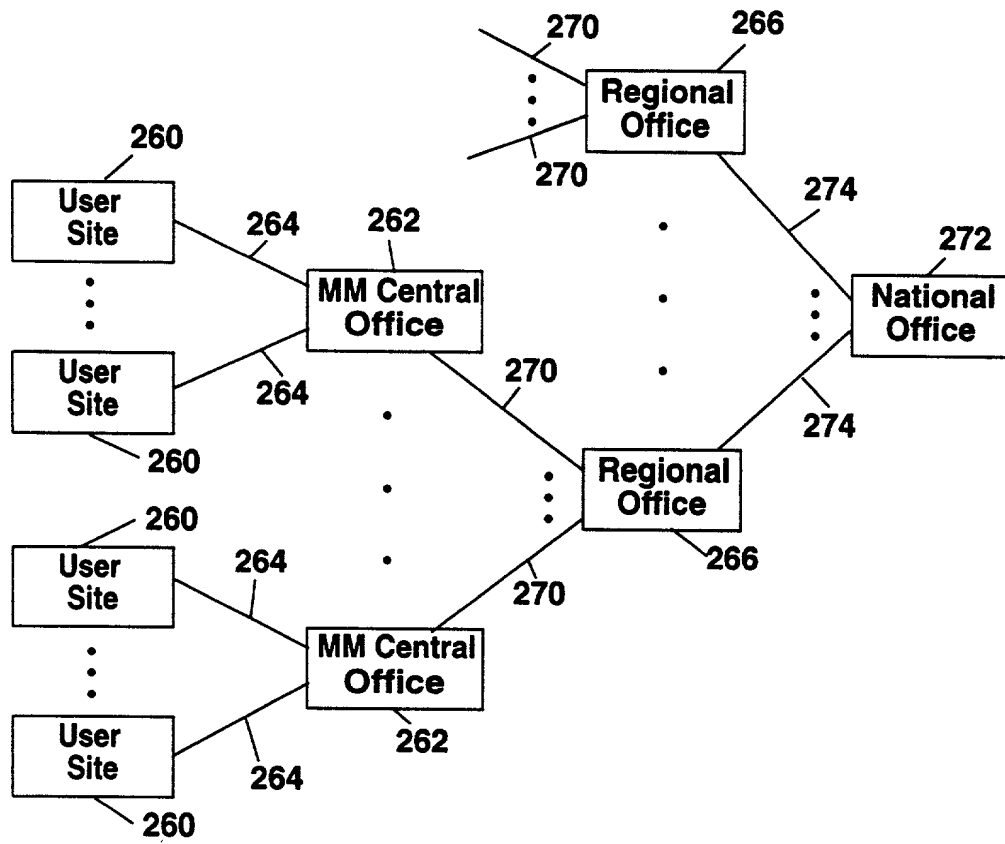 270
266
Regional
Office
270
260
User
Site
264
262
274
272
MM Central
Office
National
Office
User
Site
264
270
274
260
Regional
Office
260
User
Site
264
270
266
MM Central
Office
User
Site
264
262
260